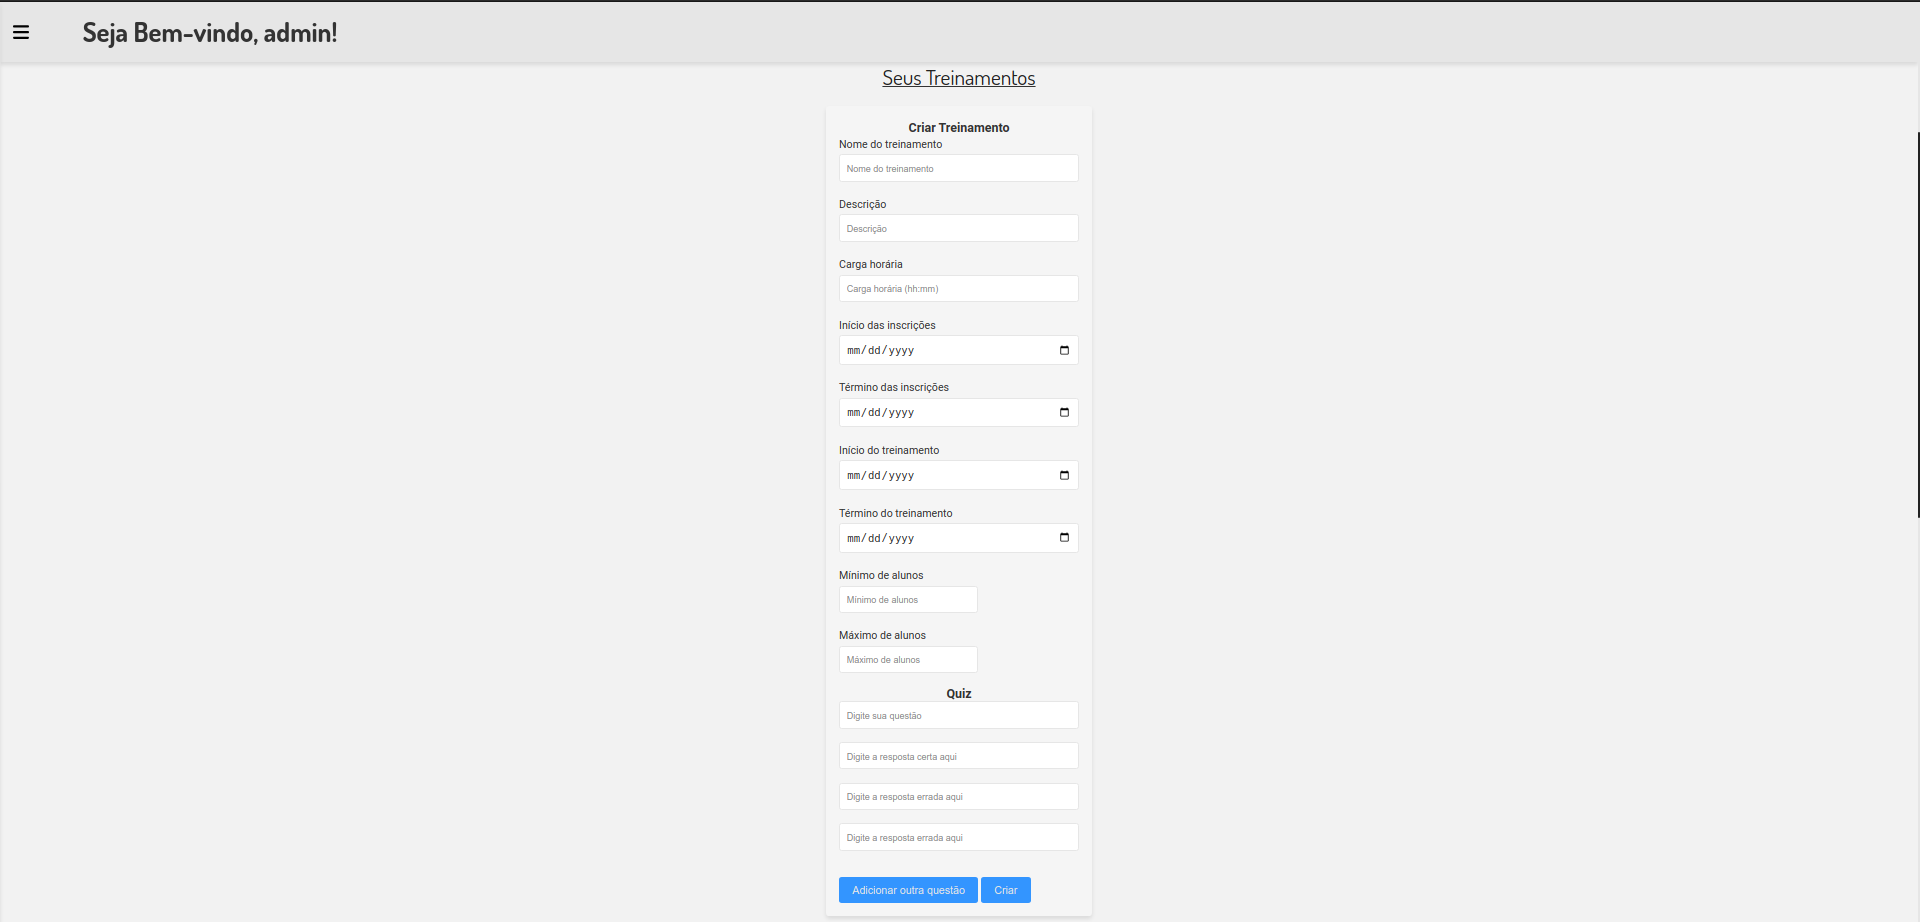 Seja Bem-vindo, admin!
Seus Treinamentos
Criar Treinamento
Nome do treinamento
Nome do treinamento
Descrição
Descrição
Carga horária
Carga horária (hh:mm)
Início das inscrições
mm/dd/yyyy
Término das inscrições
mm/dd/yyyy
Início do treinamento
mm/dd/yyyy
Término do treinamento
mm/dd/yyyy
Mínimo de alunos
Mínimo de alunos
Máximo de alunos
Máximo de alunos
Quiz
Digite sua questão
Digite a resposta certa aqui
Digite a resposta errada aqui
Digite a resposta errada aqui
Adicionar outra questão Criar